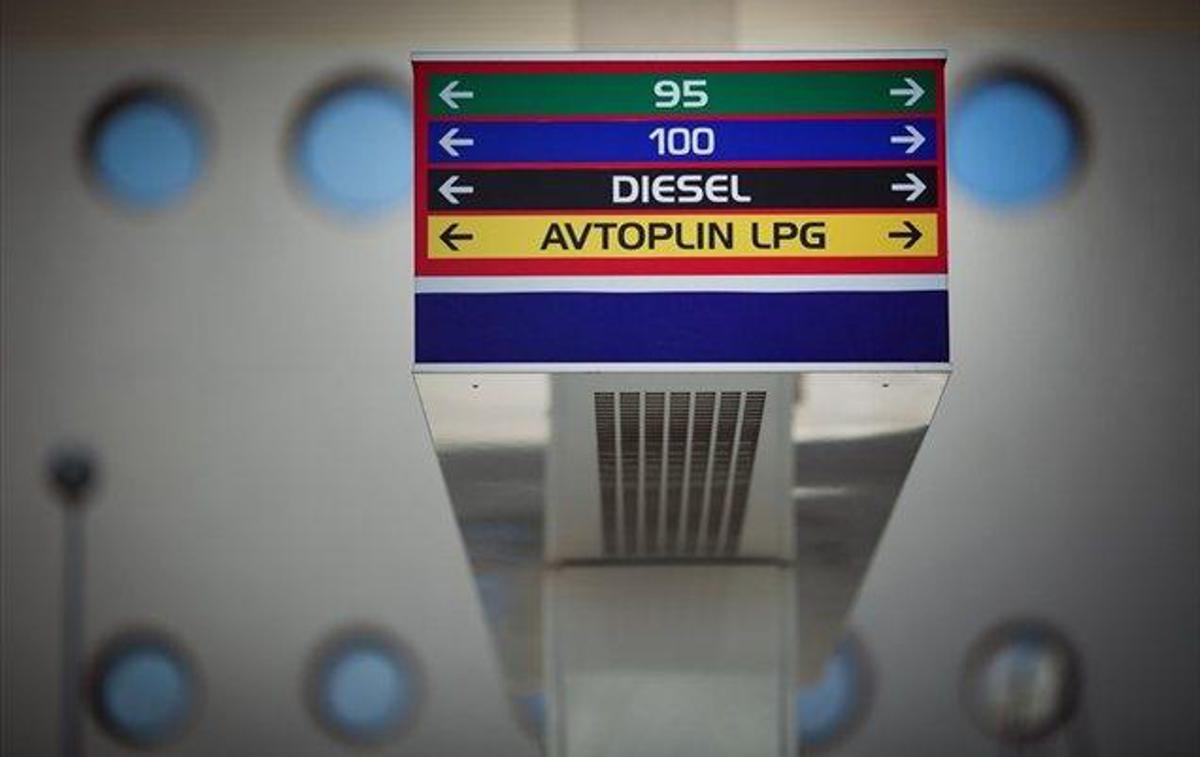 ← 95 →
← 100 →
← DIESEL →
← AVTOPLIN LPG →